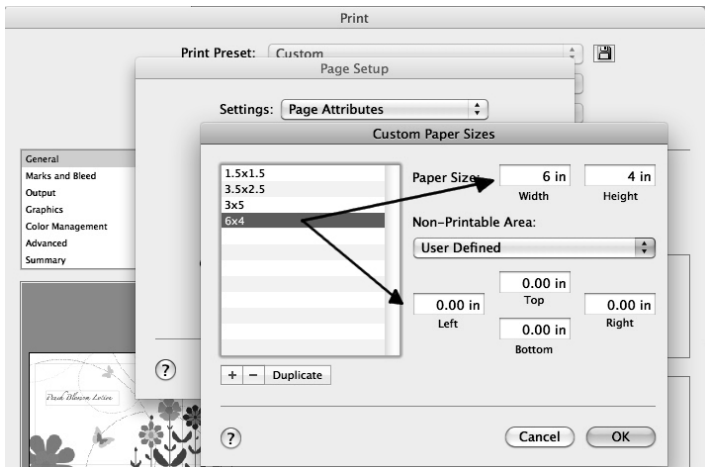 Print
Print Preset: Custom
Page Setup
Settings: Page Attributes
Custom Paper Sizes
General
Marks and Bleed
Output
Graphics
Color Management
Advanced
Summary
1.5x1.5
3.5x2.5
3x5
6x4
Paper Size: 6 in 4 in
Width Height
Non-Printable Area:
User Defined
0.00 in
Top
0.00 in 0.00 in
Left Right
0.00 in
Bottom
? + − Duplicate
Peach Blossom Lotion
? Cancel OK